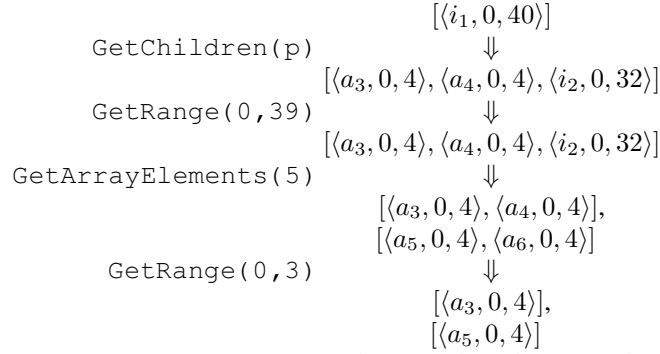 [⟨i₁, 0, 40⟩]
GetChildren(p) ⇓
[⟨a₃, 0, 4⟩, ⟨a₄, 0, 4⟩, ⟨i₂, 0, 32⟩]
GetRange(0,39) ⇓
[⟨a₃, 0, 4⟩, ⟨a₄, 0, 4⟩, ⟨i₂, 0, 32⟩]
GetArrayElements(5) ⇓
[⟨a₃, 0, 4⟩, ⟨a₄, 0, 4⟩],
[⟨a₅, 0, 4⟩, ⟨a₆, 0, 4⟩]
GetRange(0,3) ⇓
[⟨a₃, 0, 4⟩],
[⟨a₅, 0, 4⟩]